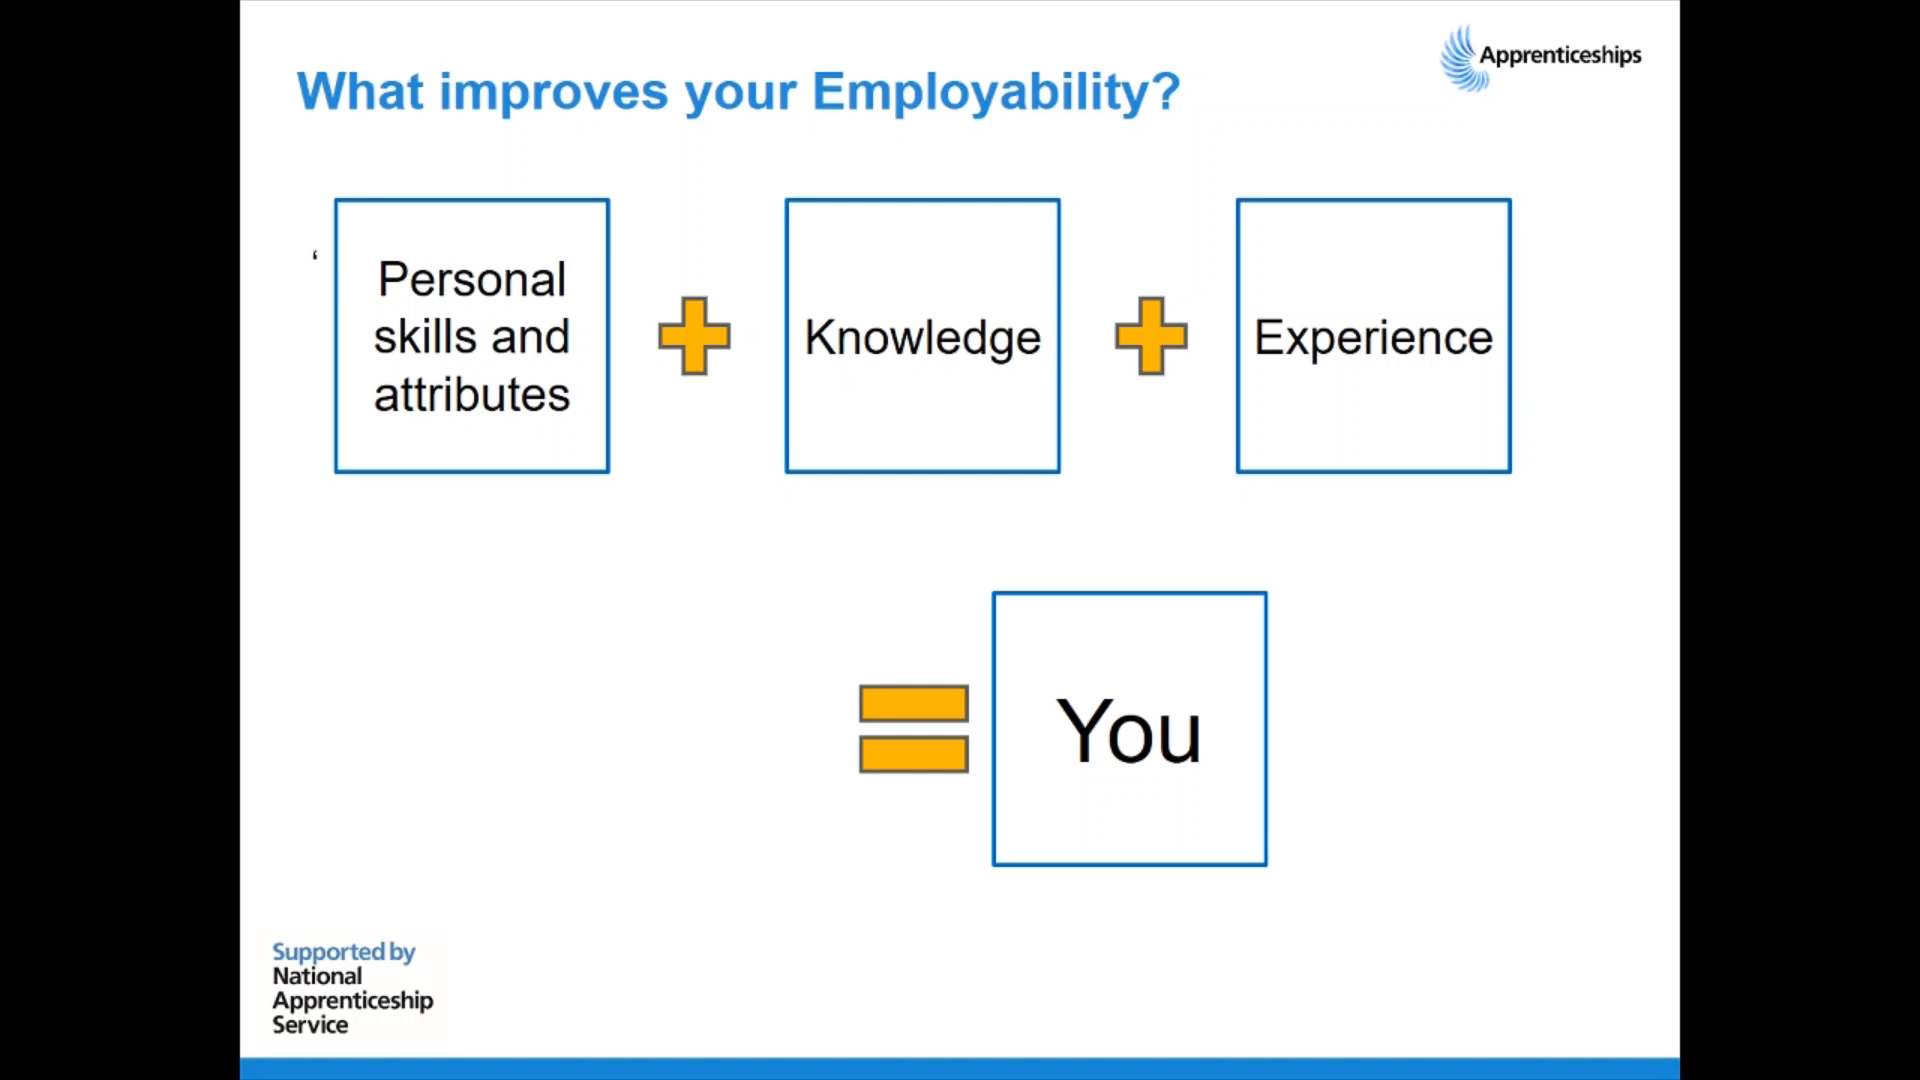 What improves your Employability?
Apprenticeships
‘
Personal
skills and
attributes
Knowledge
Experience
You
Supported by
National
Apprenticeship
Service